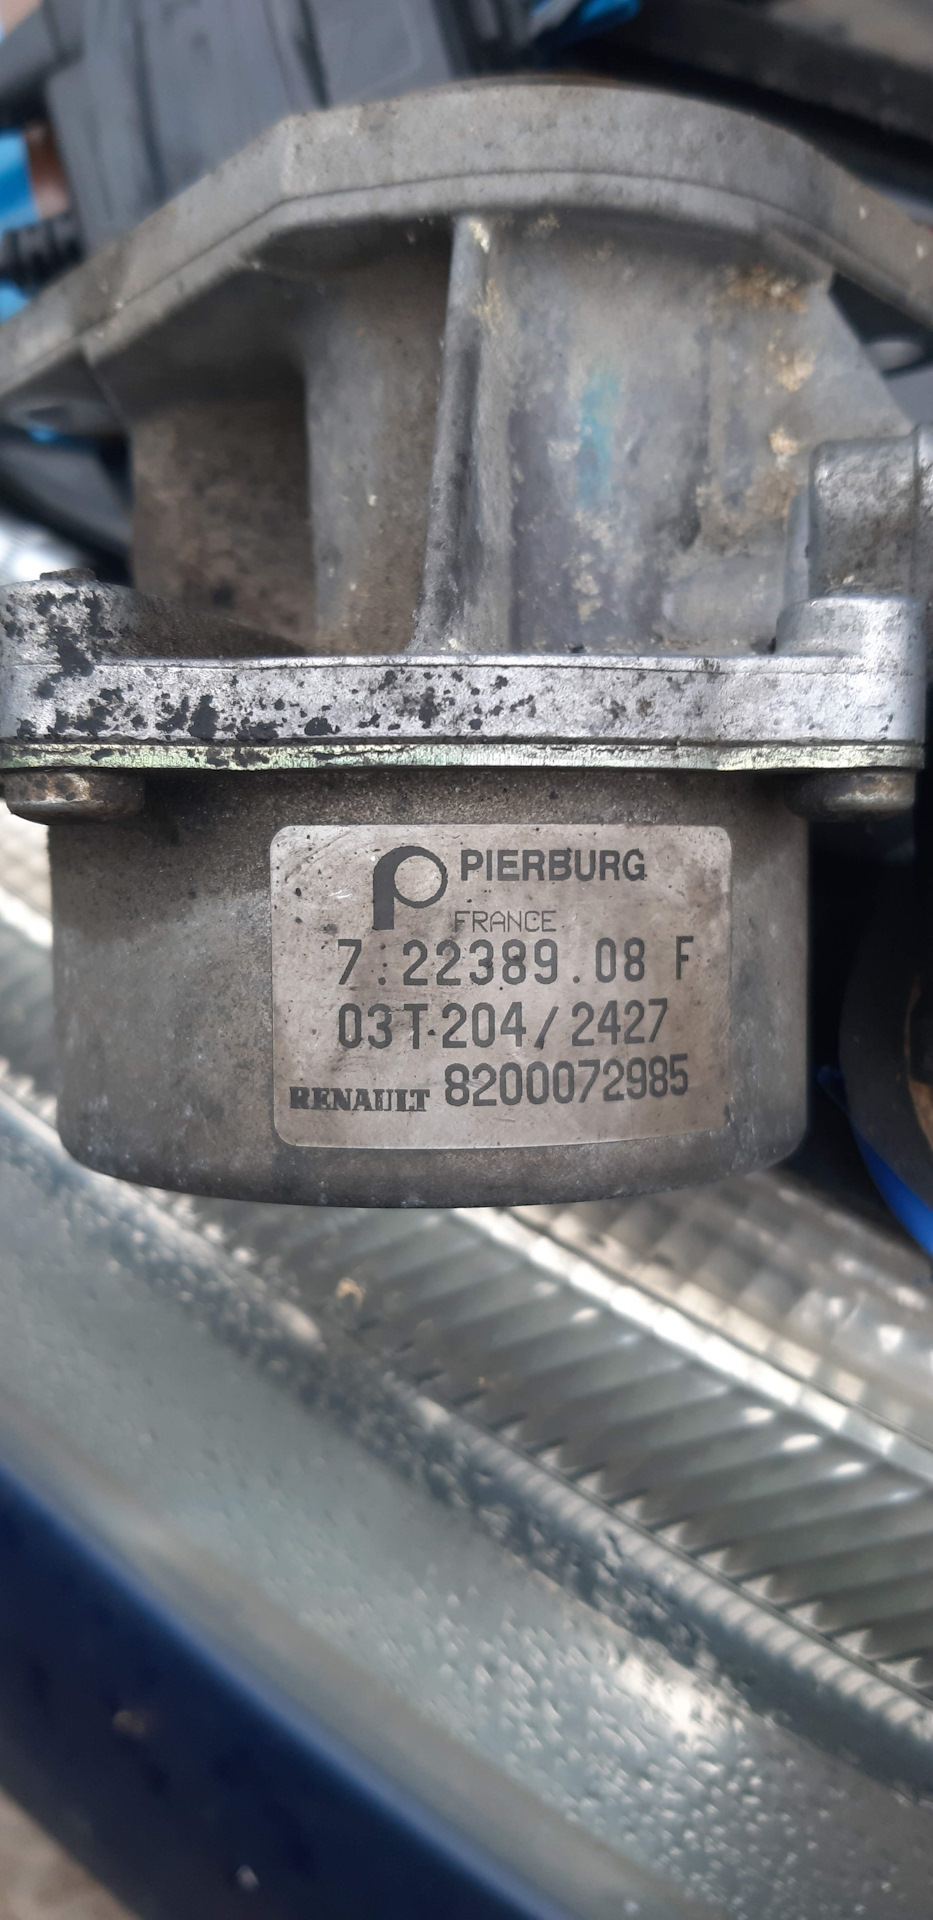 PIERBURG
FRANCE
7.22389.08 F
03T.204/2427
RENAULT 8200072985